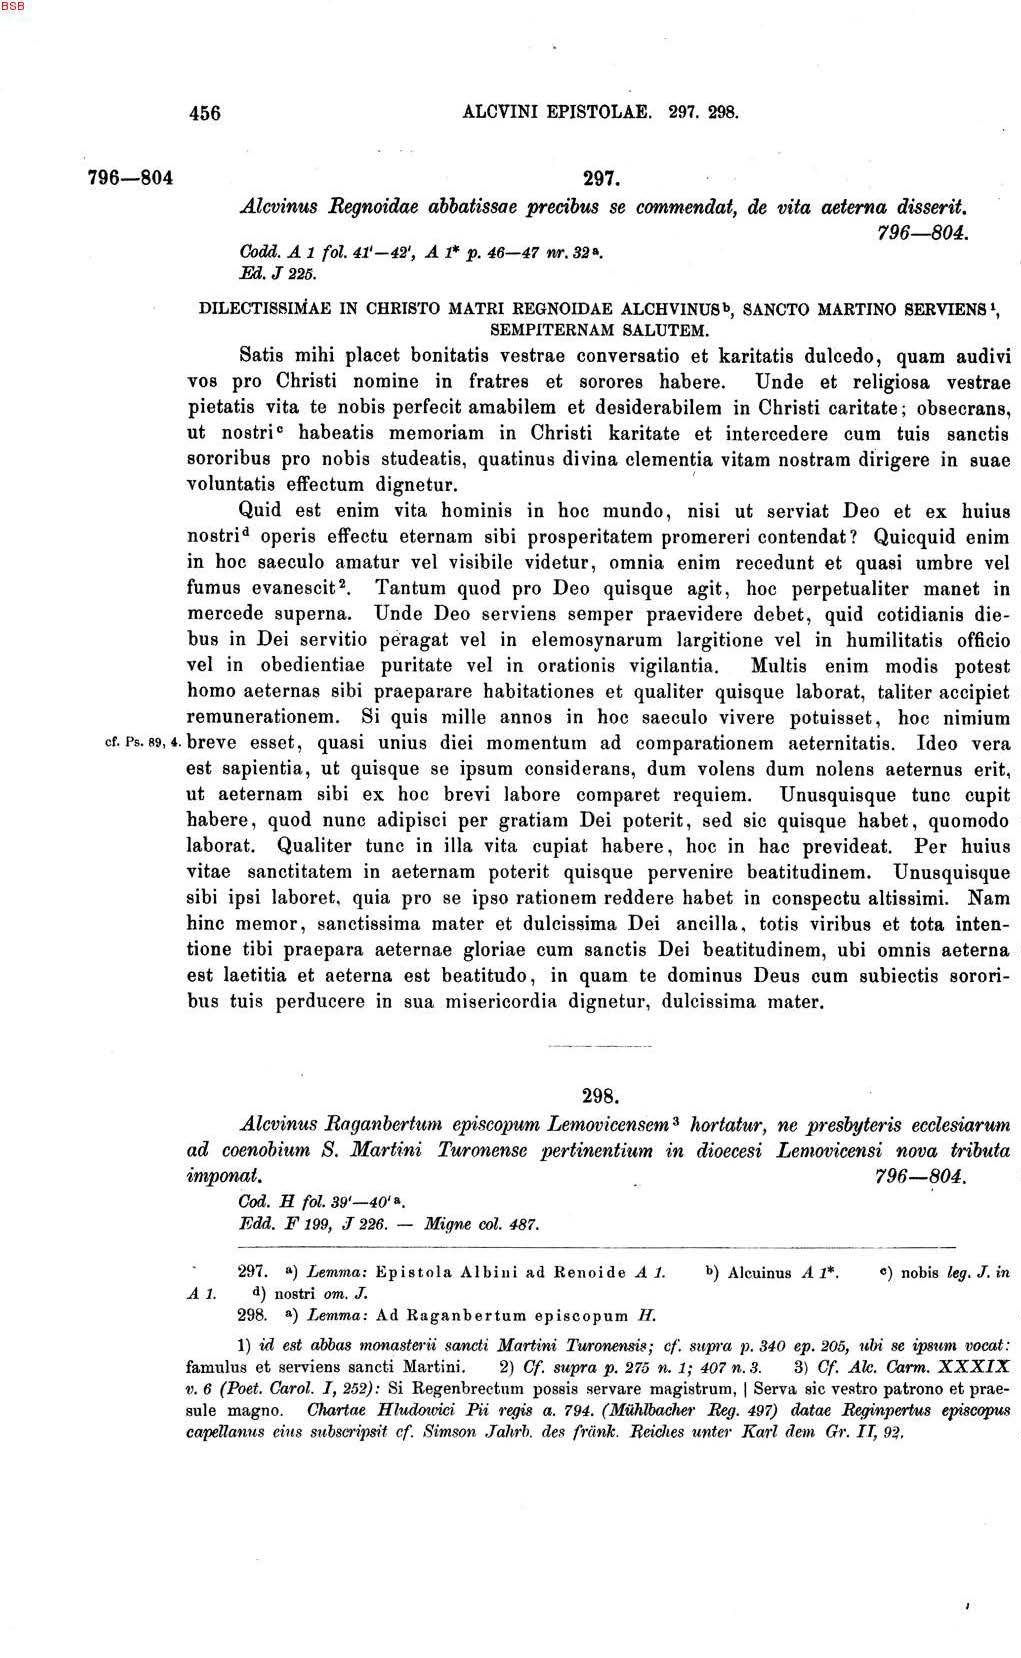 BSB
456 ALCVINI EPISTOLAE. 297. 298.
796—804 297.
Alcvinus Regnoidae abbatissae precibus se commendat, de vita aeterna disserit.
796—804.
Codd. A 1 fol. 41'—42', A 1* p. 46—47 nr. 32ᵃ.
Ed. J 225.
DILECTISSIMAE IN CHRISTO MATRI REGNOIDAE ALCHVINUSᵇ, SANCTO MARTINO SERVIENS¹,
SEMPITERNAM SALUTEM.
Satis mihi placet bonitatis vestrae conversatio et karitatis dulcedo, quam audivi
vos pro Christi nomine in fratres et sorores habere. Unde et religiosa vestrae
pietatis vita te nobis perfecit amabilem et desiderabilem in Christi caritate; obsecrans,
ut nostriᶜ habeatis memoriam in Christi karitate et intercedere cum tuis sanctis
sororibus pro nobis studeatis, quatinus divina clementia vitam nostram dirigere in suae
voluntatis effectum dignetur.
Quid est enim vita hominis in hoc mundo, nisi ut serviat Deo et ex huius
nostriᵈ operis effectu eternam sibi prosperitatem promereri contendat? Quicquid enim
in hoc saeculo amatur vel visibile videtur, omnia enim recedunt et quasi umbre vel
fumus evanescit². Tantum quod pro Deo quisque agit, hoc perpetualiter manet in
mercede superna. Unde Deo serviens semper praevidere debet, quid cotidianis die-
bus in Dei servitio peragat vel in elemosynarum largitione vel in humilitatis officio
vel in obedientiae puritate vel in orationis vigilantia. Multis enim modis potest
homo aeternas sibi praeparare habitationes et qualiter quisque laborat, taliter accipiet
remunerationem. Si quis mille annos in hoc saeculo vivere potuisset, hoc nimium
cf. Ps. 89, 4. breve esset, quasi unius diei momentum ad comparationem aeternitatis. Ideo vera
est sapientia, ut quisque se ipsum considerans, dum volens dum nolens aeternus erit,
ut aeternam sibi ex hoc brevi labore comparet requiem. Unusquisque tunc cupit
habere, quod nunc adipisci per gratiam Dei poterit, sed sic quisque habet, quomodo
laborat. Qualiter tunc in illa vita cupiat habere, hoc in hac prevideat. Per huius
vitae sanctitatem in aeternam poterit quisque pervenire beatitudinem. Unusquisque
sibi ipsi laboret, quia pro se ipso rationem reddere habet in conspectu altissimi. Nam
hinc memor, sanctissima mater et dulcissima Dei ancilla, totis viribus et tota inten-
tione tibi praepara aeternae gloriae cum sanctis Dei beatitudinem, ubi omnis aeterna
est laetitia et aeterna est beatitudo, in quam te dominus Deus cum subiectis sorori-
bus tuis perducere in sua misericordia dignetur, dulcissima mater.
298.
Alcvinus Raganbertum episcopum Lemovicensem³ hortatur, ne presbyteris ecclesiarum
ad coenobium S. Martini Turonense pertinentium in dioecesi Lemovicensi nova tributa
imponat. 796—804.
Cod. H fol. 39'—40'ᵃ.
Edd. F 199, J 226. — Migne col. 487.
297. ᵃ) Lemma: Epistola Albini ad Renoide A 1. ᵇ) Alcuinus A 1*. ᶜ) nobis leg. J. in
A 1. ᵈ) nostri om. J.
298. ᵃ) Lemma: Ad Raganbertum episcopum H.
1) id est abbas monasterii sancti Martini Turonensis; cf. supra p. 340 ep. 205, ubi se ipsum vocat:
famulus et serviens sancti Martini. 2) Cf. supra p. 275 n. 1; 407 n. 3. 3) Cf. Alc. Carm. XXXIX
v. 6 (Poet. Carol. I, 252): Si Regenbrectum possis servare magistrum, | Serva sic vestro patrono et prae-
sule magno. Chartae Hludowici Pii regis a. 794. (Mühlbacher Reg. 497) datae Reginpertus episcopus
capellanus eius subscripsit cf. Simson Jahrb. des fränk. Reiches unter Karl dem Gr. II, 92.